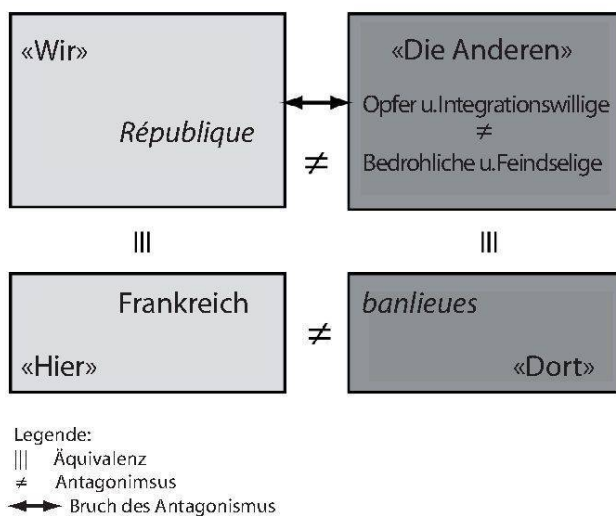 «Wir»
République
«Die Anderen»
Opfer u.Integrationswillige
≠
Bedrohliche u.Feindselige
≠
||| |||
Frankreich
«Hier»
≠
banlieues
«Dort»
Legende:
||| Äquivalenz
≠ Antagonimsus
Bruch des Antagonismus